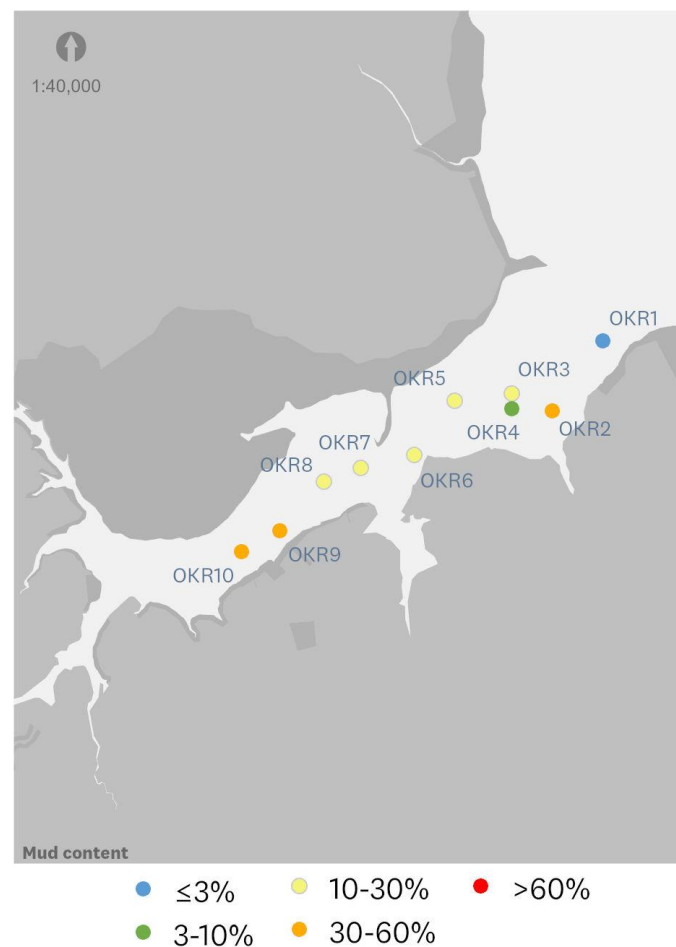 1:40,000
OKR1
OKR3
OKR5
OKR4
OKR2
OKR7
OKR8
OKR6
OKR9
OKR10
Mud content
≤3%
10-30%
>60%
3-10%
30-60%